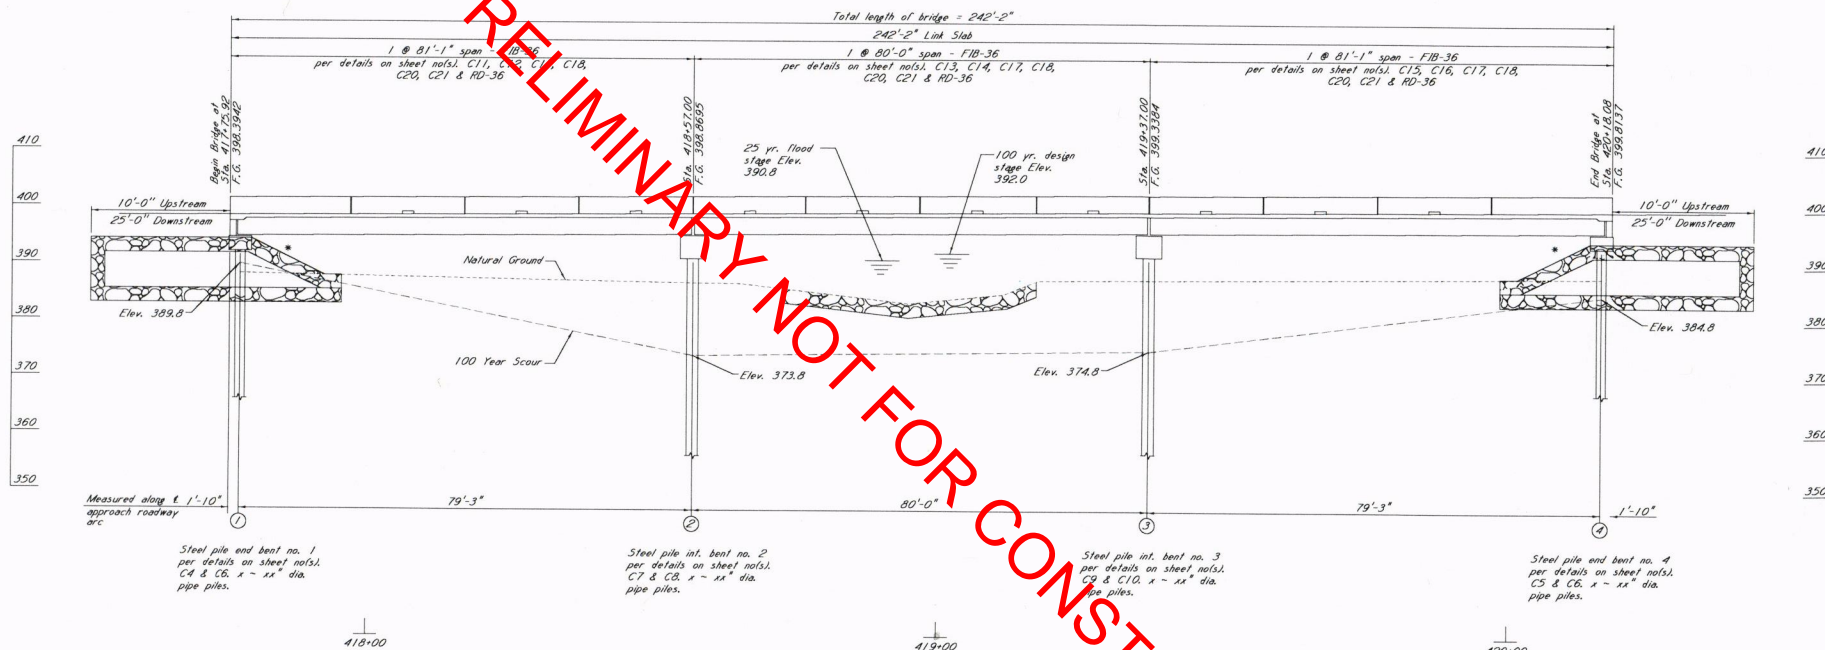 Total length of bridge = 242'-2"
242'-2" Link Slab
1 @ 81'-1" span - FIB-36
per details on sheet no(s). C11, C12, C17, C18,
C20, C21 & RD-36
1 @ 80'-0" span - FIB-36
per details on sheet no(s). C13, C14, C17, C18,
C20, C21 & RD-36
1 @ 81'-1" span - FIB-36
per details on sheet no(s). C15, C16, C17, C18,
C20, C21 & RD-36
Begin Bridge at
Sta. 417+75.92
F.G. 398.3942
Sta. 418+57.00
F.G. 398.8695
Sta. 419+37.00
F.G. 399.3384
End Bridge at
Sta. 420+18.08
F.G. 399.8137
25 yr. flood
stage Elev.
390.8
100 yr. design
stage Elev.
392.0
410
400
390
380
370
360
350
410
400
390
380
370
360
350
10'-0" Upstream
25'-0" Downstream
10'-0" Upstream
25'-0" Downstream
*
*
Natural Ground
Elev. 389.8
100 Year Scour
Elev. 373.8
Elev. 374.8
Elev. 384.8
Measured along ℄
approach roadway
arc
1'-10"
79'-3"
80'-0"
79'-3"
1'-10"
1
2
3
4
Steel pile end bent no. 1
per details on sheet no(s).
C4 & C6. x ~ xx" dia.
pipe piles.
Steel pile int. bent no. 2
per details on sheet no(s).
C7 & C8. x ~ xx" dia.
pipe piles.
Steel pile int. bent no. 3
per details on sheet no(s).
C9 & C10. x ~ xx" dia.
pipe piles.
Steel pile end bent no. 4
per details on sheet no(s).
C5 & C6. x ~ xx" dia.
pipe piles.
418+00
419+00
420+00
RELIMINARY NOT FOR CONST